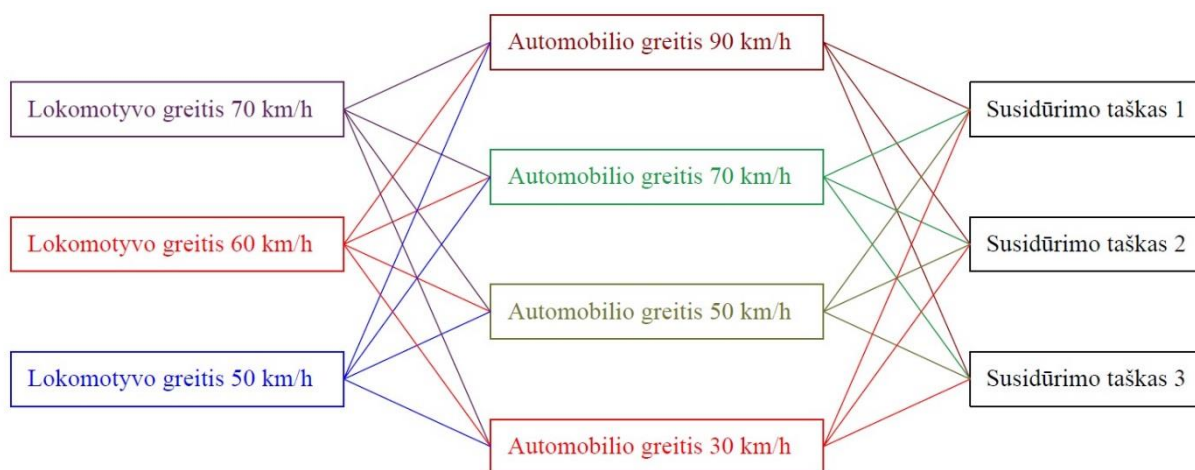 Lokomotyvo greitis 70 km/h
Lokomotyvo greitis 60 km/h
Lokomotyvo greitis 50 km/h
Automobilio greitis 90 km/h
Automobilio greitis 70 km/h
Automobilio greitis 50 km/h
Automobilio greitis 30 km/h
Susidūrimo taškas 1
Susidūrimo taškas 2
Susidūrimo taškas 3